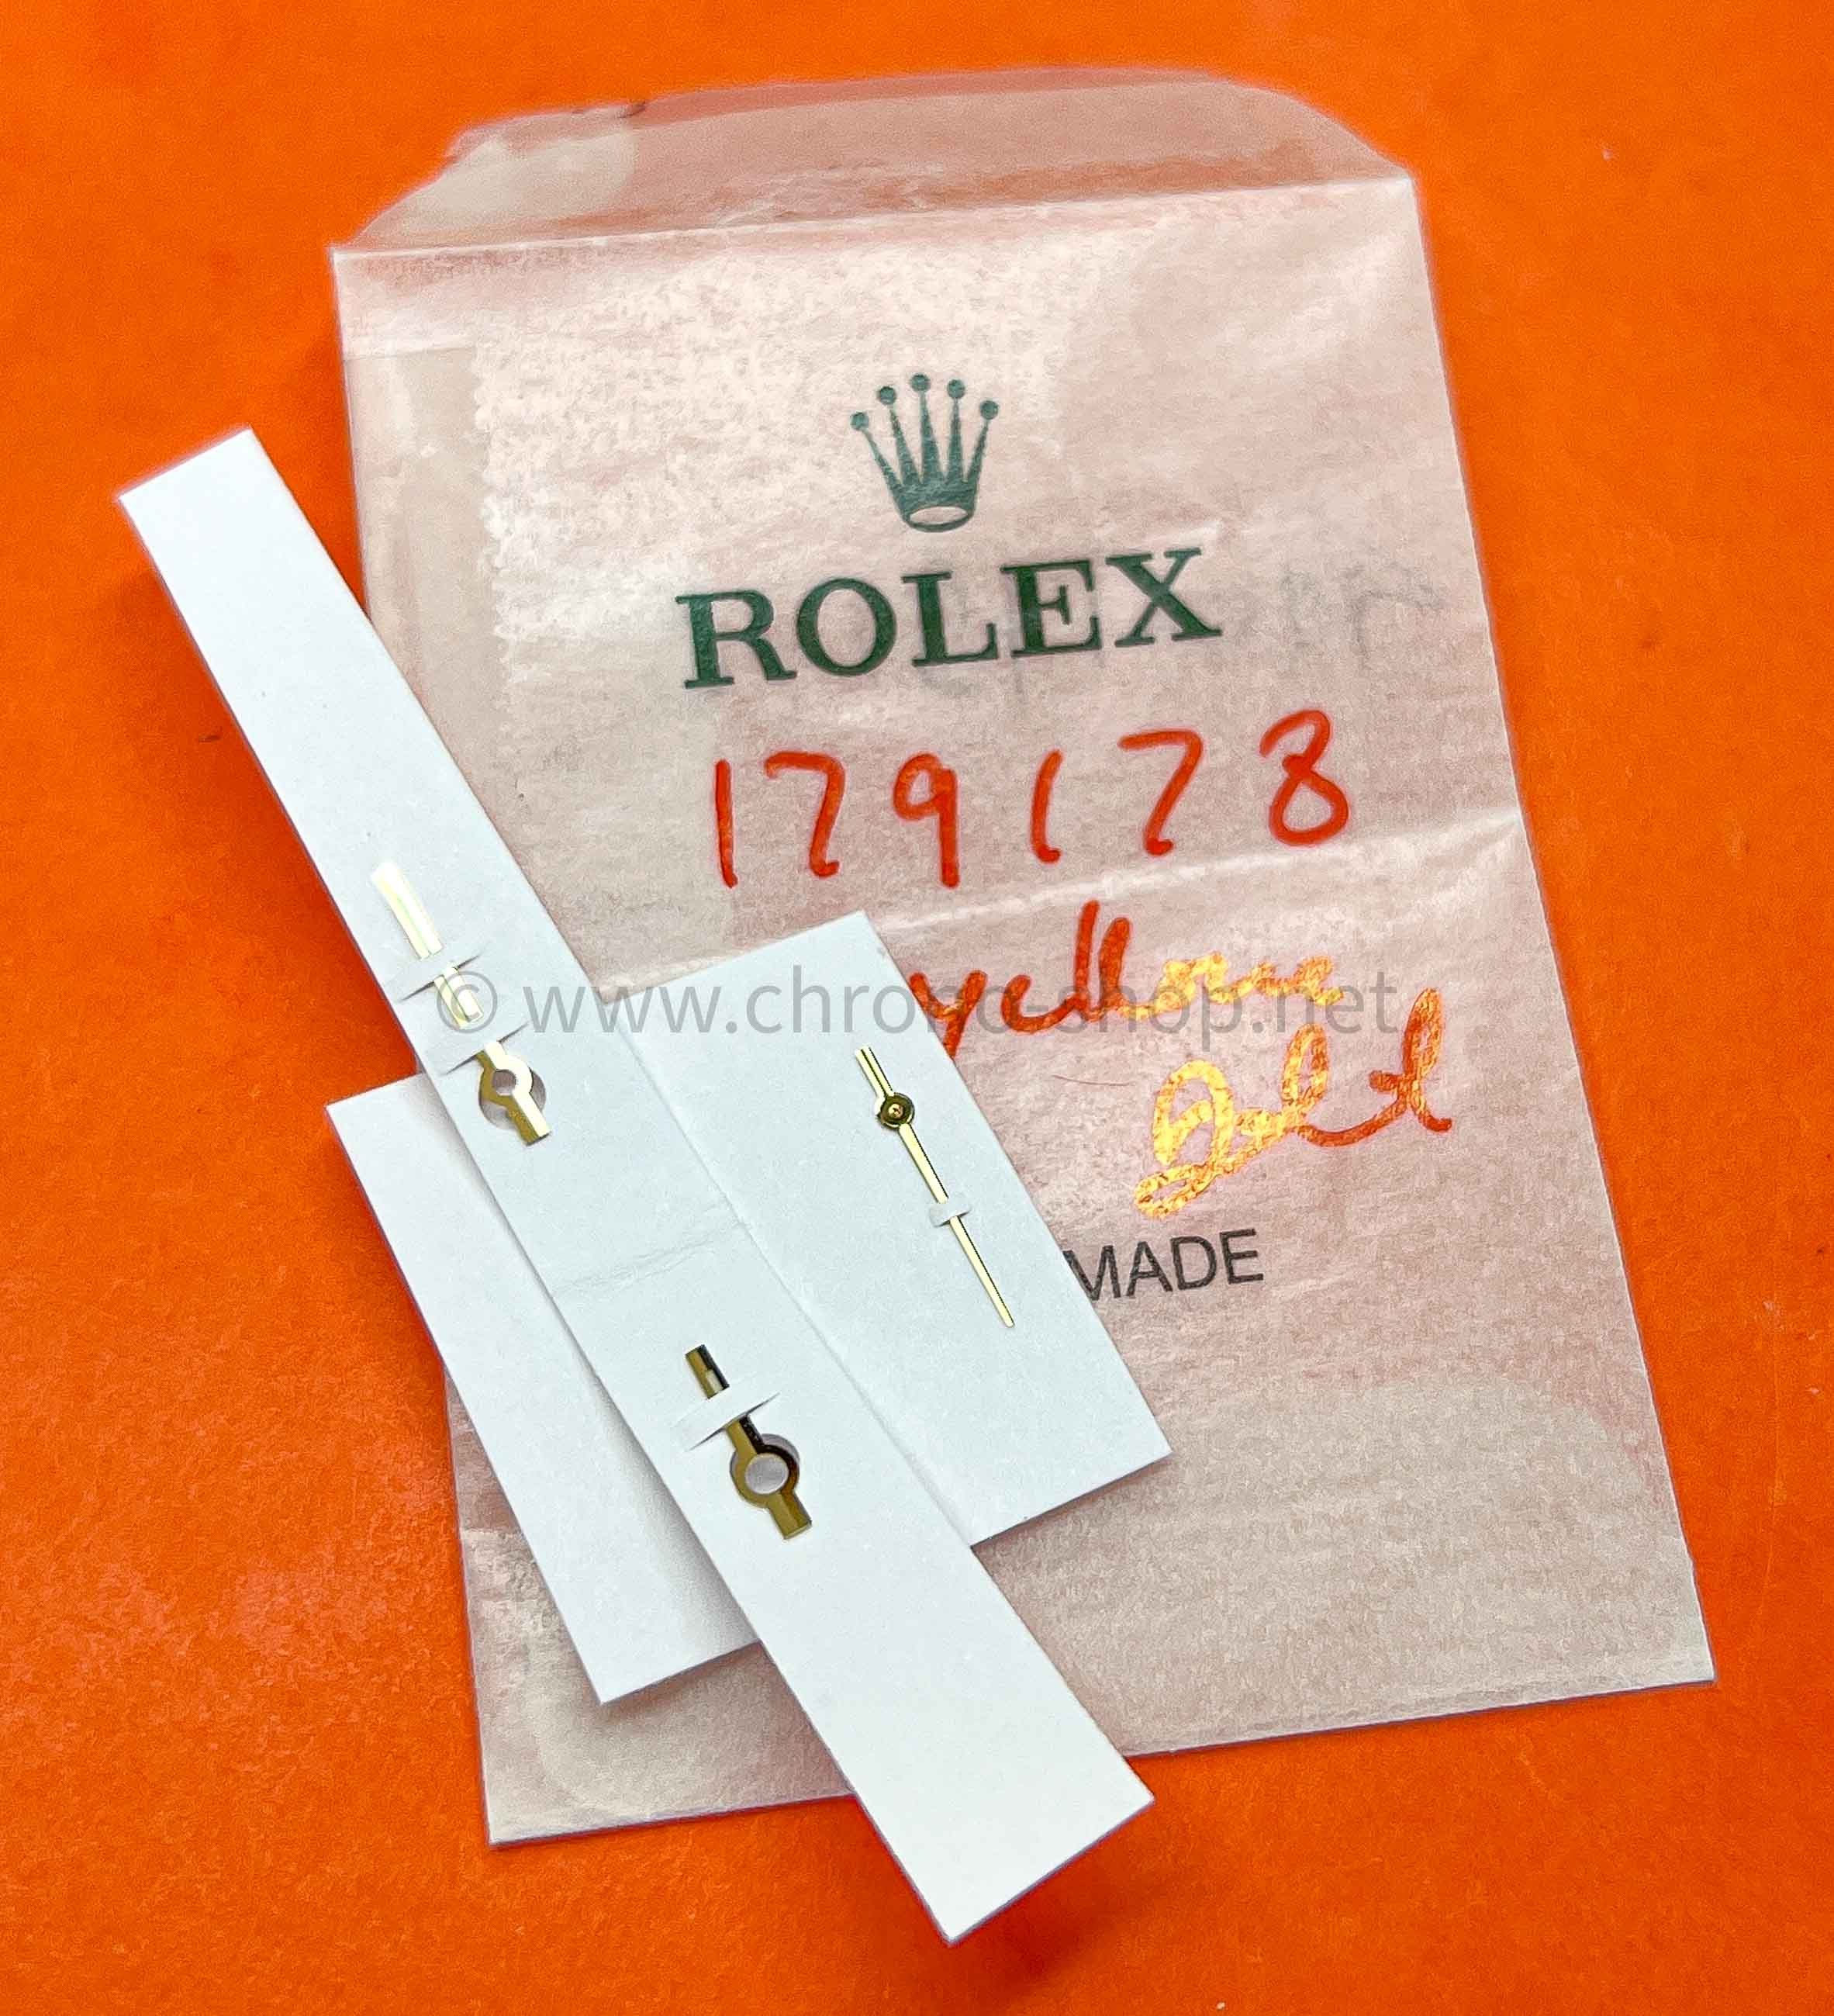 ROLEX
179178
yellow
Gold
© www.chrono-shop.net
MADE